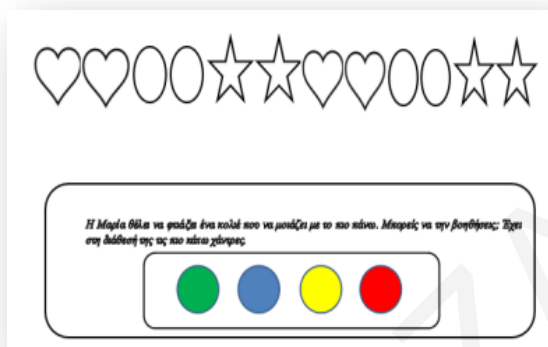 Η Μαρία θέλει να φτιάξει ένα κολιέ που να μοιάζει με το πιο πάνω. Μπορείς να την βοηθήσεις; Έχει
στη διάθεσή της τις πιο κάτω χάντρες.